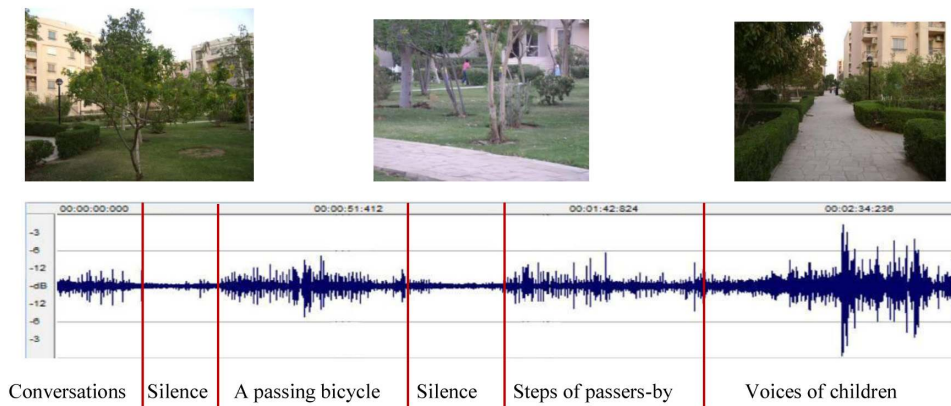 00:00:00:000 00:00:51:412 00:01:42:824 00:02:34:236
-3
-6
-12
-dB
-12
-6
-3
Conversations Silence A passing bicycle Silence Steps of passers-by Voices of children